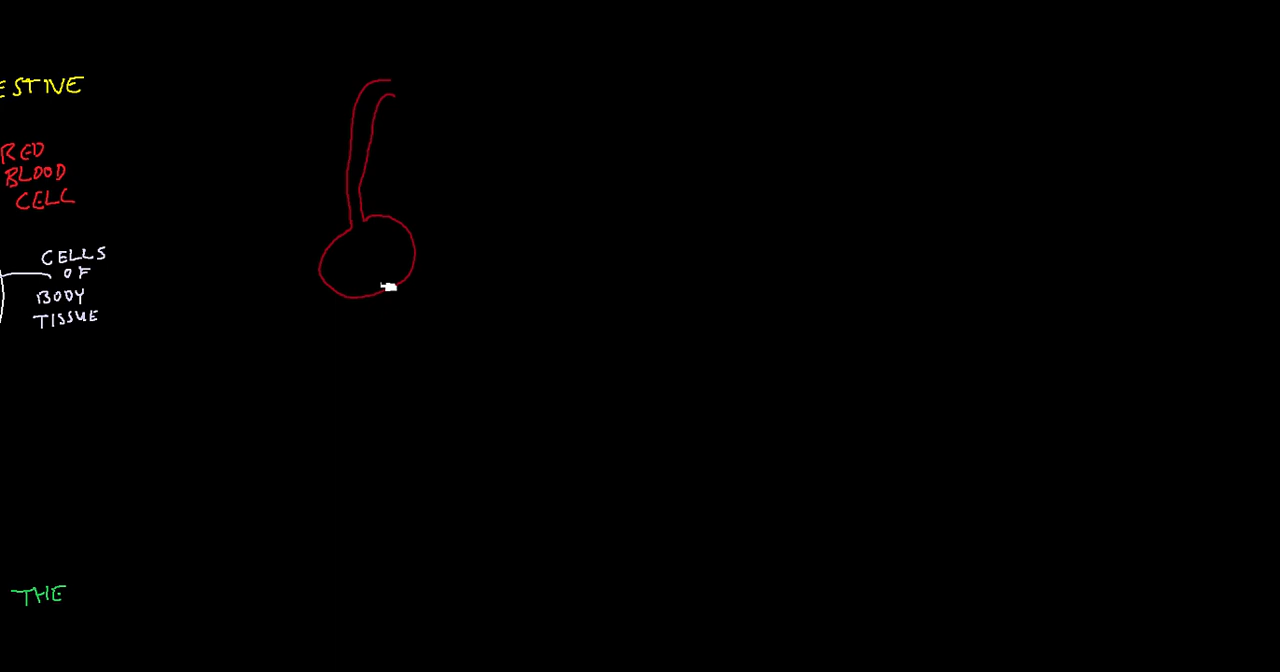 ESTIVE
RED
BLOOD
CELL
CELLS
OF
BODY
TISSUE
THE